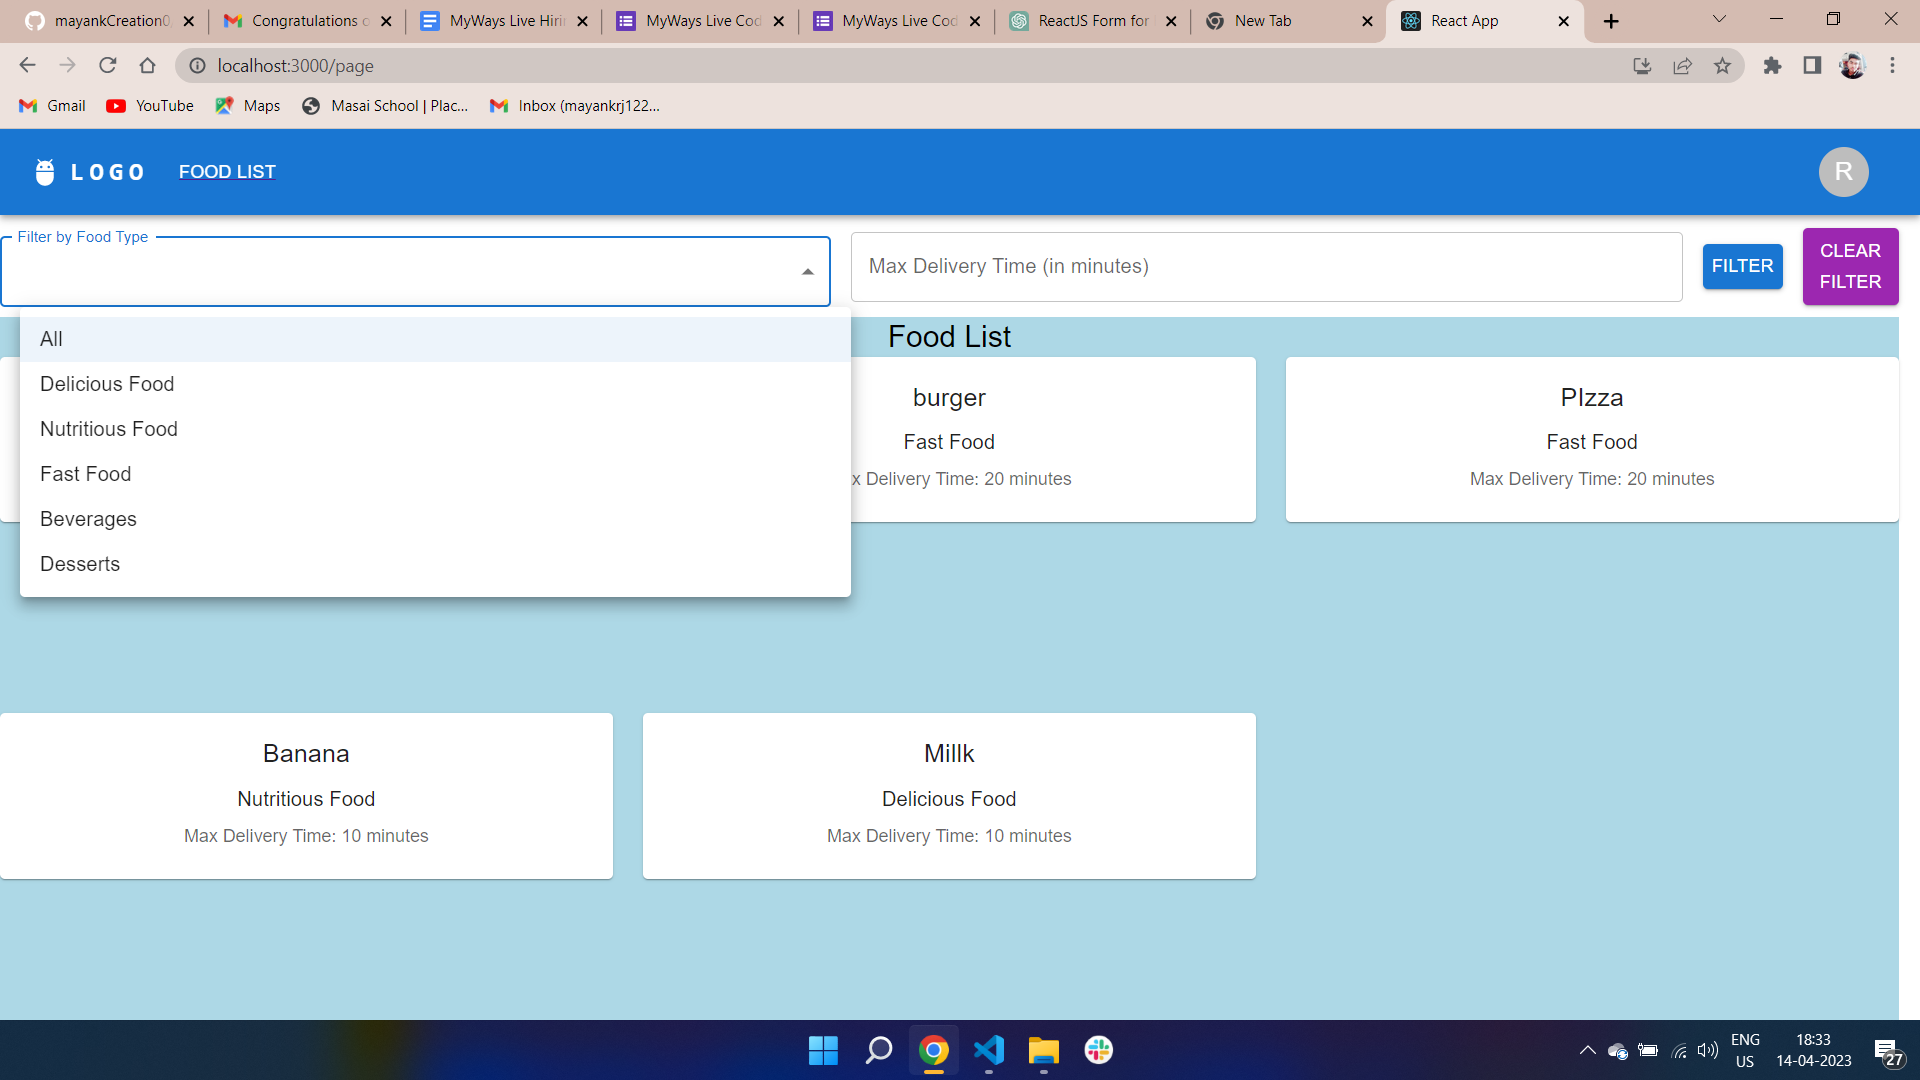 mayankCreation0
Congratulations o
MyWays Live Hiri
MyWays Live Cod
MyWays Live Cod
ReactJS Form for
New Tab
React App
localhost:3000/page
Gmail
YouTube
Maps
Masai School | Plac...
Inbox (mayankrj122...
LOGO
FOOD LIST
R
Filter by Food Type
Max Delivery Time (in minutes)
FILTER
CLEAR
FILTER
Food List
All
Delicious Food
Nutritious Food
Fast Food
Beverages
Desserts
burger
Fast Food
x Delivery Time: 20 minutes
PIzza
Fast Food
Max Delivery Time: 20 minutes
Banana
Nutritious Food
Max Delivery Time: 10 minutes
Millk
Delicious Food
Max Delivery Time: 10 minutes
ENG
US
18:33
14-04-2023
27